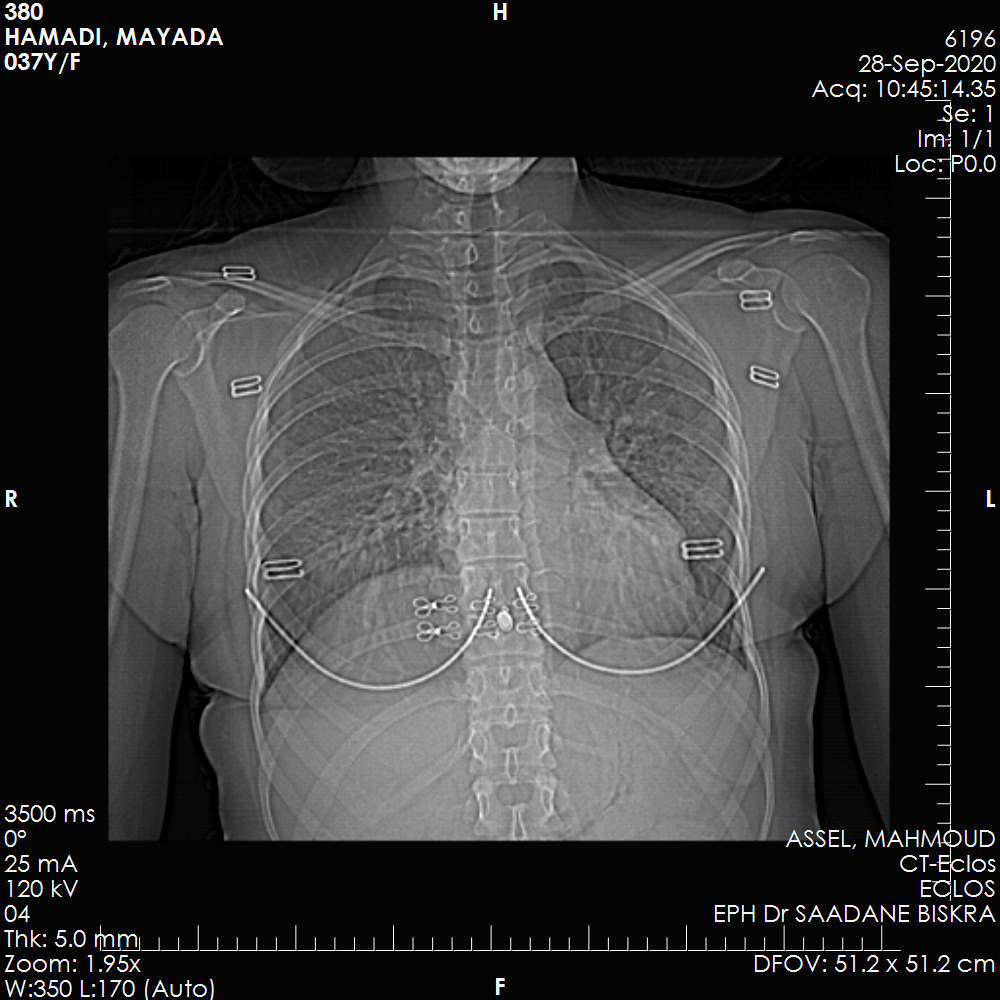 380
HAMADI, MAYADA
037Y/F
H
6196
28-Sep-2020
Acq: 10:45:14.35
Se: 1
Im: 1/1
Loc: P0.0
R
L
3500 ms
0°
25 mA
120 kV
04
Thk: 5.0 mm
Zoom: 1.95x
W:350 L:170 (Auto)
F
ASSEL, MAHMOUD
CT-Eclos
ECLOS
EPH Dr SAADANE BISKRA
DFOV: 51.2 x 51.2 cm